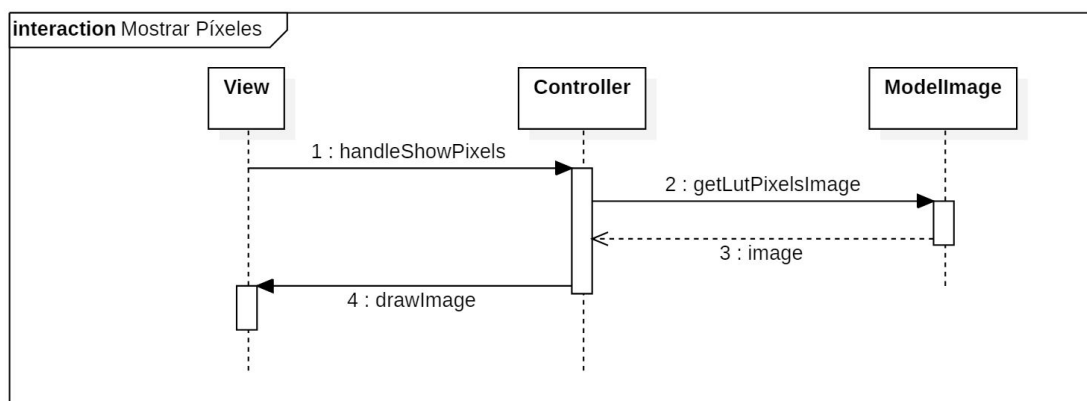 interaction Mostrar Píxeles
View
Controller
ModelImage
1 : handleShowPixels
2 : getLutPixelsImage
3 : image
4 : drawImage